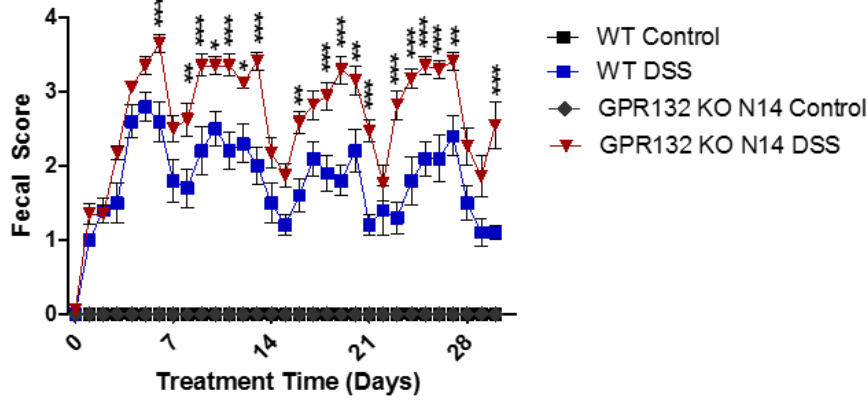 4
3
2
1
0
Fecal Score
0 7 14 21 28
Treatment Time (Days)
WT Control
WT DSS
GPR132 KO N14 Control
GPR132 KO N14 DSS